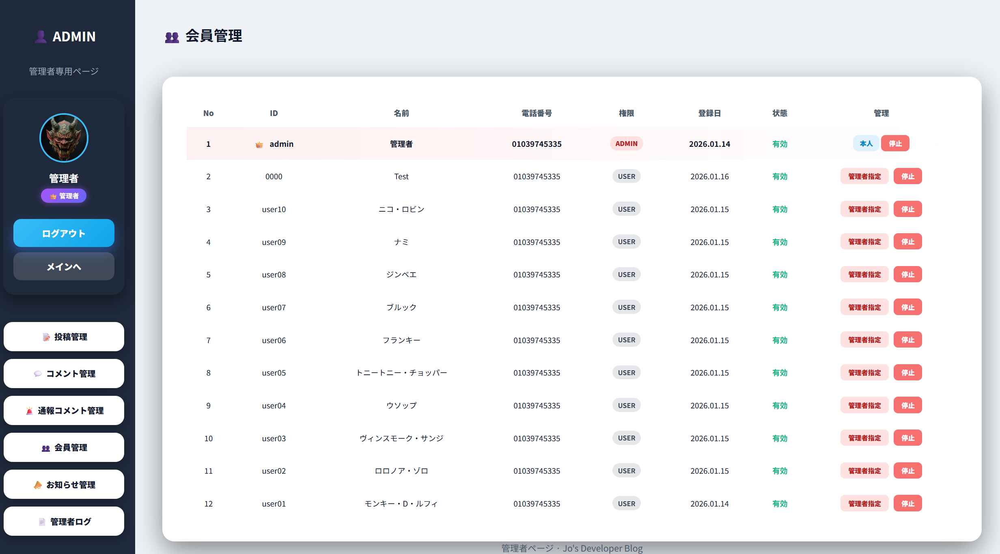 ADMIN
管理者専用ページ
管理者
管理者
ログアウト
メインへ
投稿管理
コメント管理
通報コメント管理
会員管理
お知らせ管理
管理者ログ
会員管理
No ID 名前 電話番号 権限 登録日 状態 管理
1 admin 管理者 01039745335 ADMIN 2026.01.14 有効 本人 停止
2 0000 Test 01039745335 USER 2026.01.16 有効 管理者指定 停止
3 user10 ニコ・ロビン 01039745335 USER 2026.01.15 有効 管理者指定 停止
4 user09 ナミ 01039745335 USER 2026.01.15 有効 管理者指定 停止
5 user08 ジンベエ 01039745335 USER 2026.01.15 有効 管理者指定 停止
6 user07 ブルック 01039745335 USER 2026.01.15 有効 管理者指定 停止
7 user06 フランキー 01039745335 USER 2026.01.15 有効 管理者指定 停止
8 user05 トニートニー・チョッパー 01039745335 USER 2026.01.15 有効 管理者指定 停止
9 user04 ウソップ 01039745335 USER 2026.01.15 有効 管理者指定 停止
10 user03 ヴィンスモーク・サンジ 01039745335 USER 2026.01.15 有効 管理者指定 停止
11 user02 ロロノア・ゾロ 01039745335 USER 2026.01.15 有効 管理者指定 停止
12 user01 モンキー・D・ルフィ 01039745335 USER 2026.01.14 有効 管理者指定 停止
管理者ページ · Jo's Developer Blog